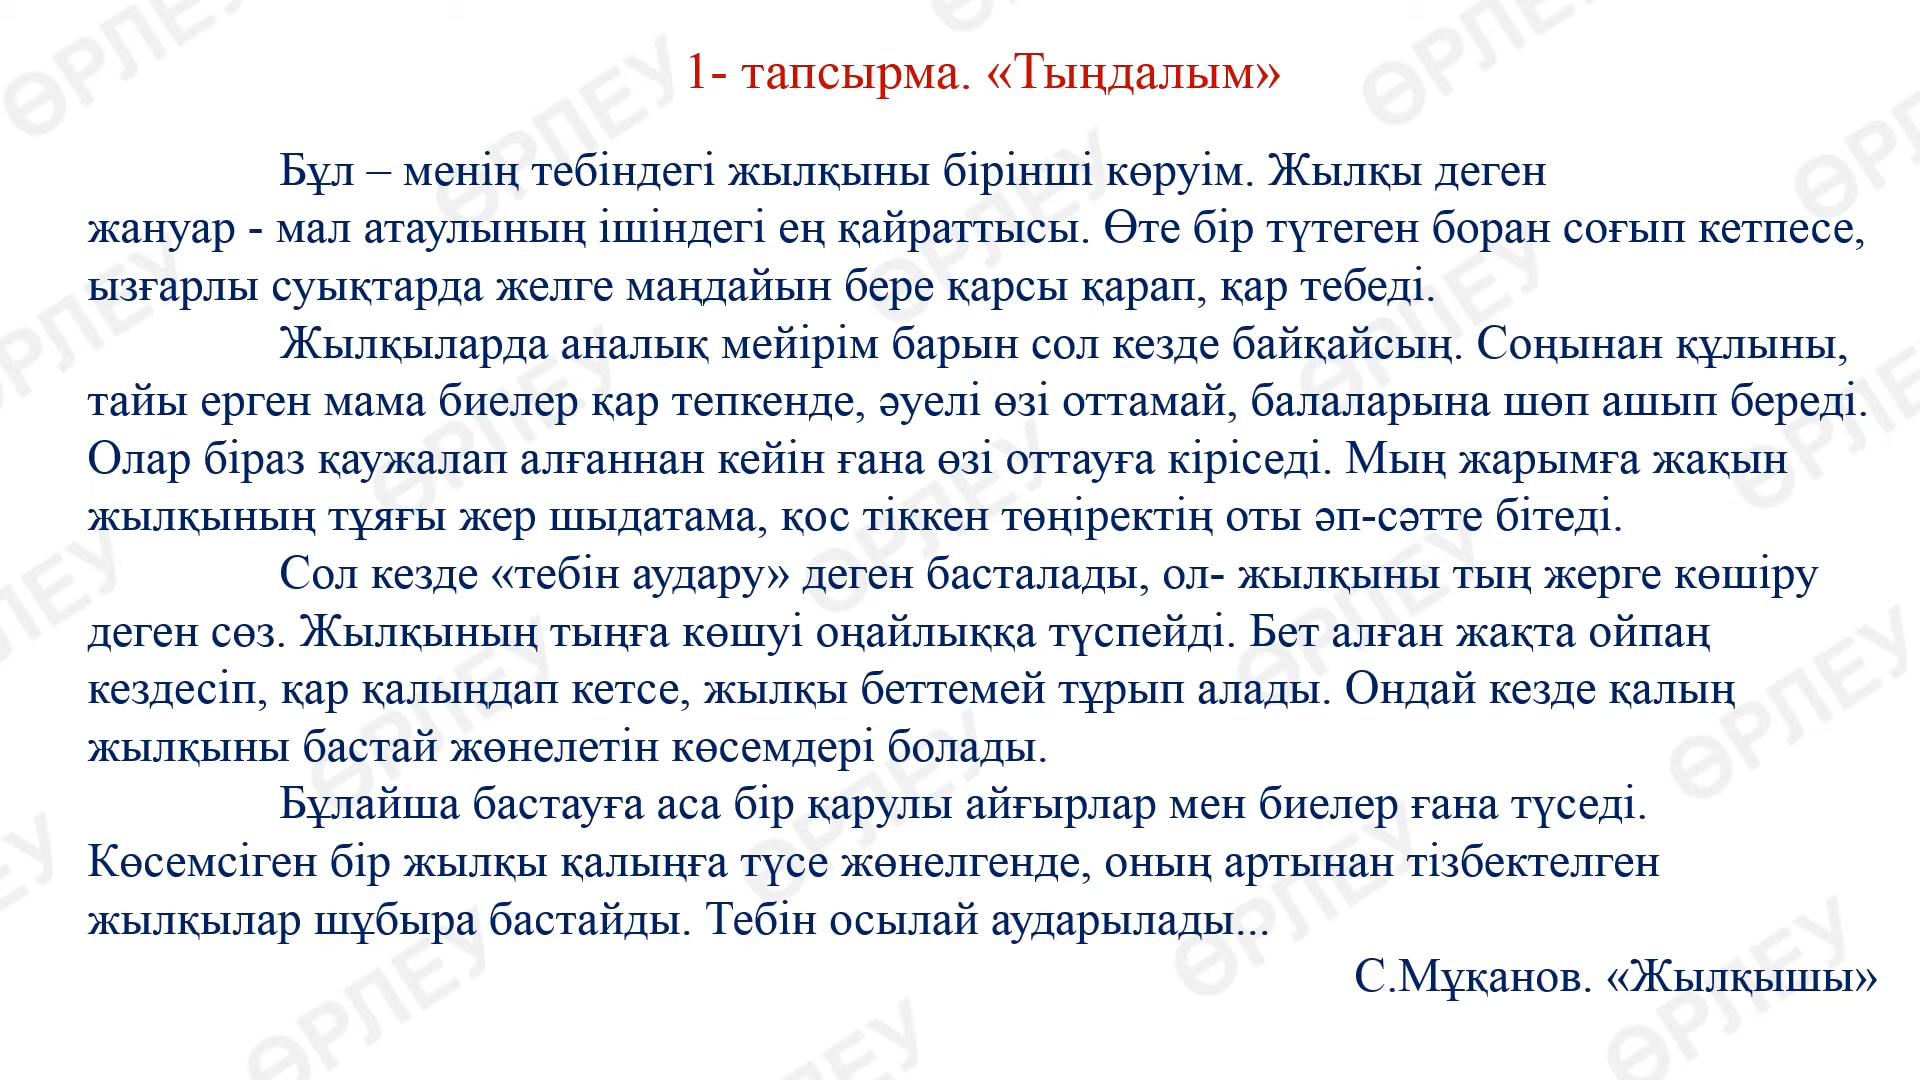 1- тапсырма. «Тыңдалым»
Бұл – менің тебіндегі жылқыны бірінші көруім. Жылқы деген
жануар - мал атаулының ішіндегі ең қайраттысы. Өте бір түтеген боран соғып кетпесе,
ызғарлы суықтарда желге маңдайын бере қарсы қарап, қар тебеді.
Жылқыларда аналық мейірім барын сол кезде байқайсың. Соңынан құлыны,
тайы ерген мама биелер қар тепкенде, әуелі өзі оттамай, балаларына шөп ашып береді.
Олар біраз қаужалап алғаннан кейін ғана өзі оттауға кіріседі. Мың жарымға жақын
жылқының тұяғы жер шыдатама, қос тіккен төңіректің оты әп-сәтте бітеді.
Сол кезде «тебін аудару» деген басталады, ол- жылқыны тың жерге көшіру
деген сөз. Жылқының тыңға көшуі оңайлыққа түспейді. Бет алған жақта ойпаң
кездесіп, қар қалыңдап кетсе, жылқы беттемей тұрып алады. Ондай кезде қалың
жылқыны бастай жөнелетін көсемдері болады.
Бұлайша бастауға аса бір қарулы айғырлар мен биелер ғана түседі.
Көсемсіген бір жылқы қалыңға түсе жөнелгенде, оның артынан тізбектелген
жылқылар шұбыра бастайды. Тебін осылай аударылады...
С.Мұқанов. «Жылқышы»
ӨРЛЕУ